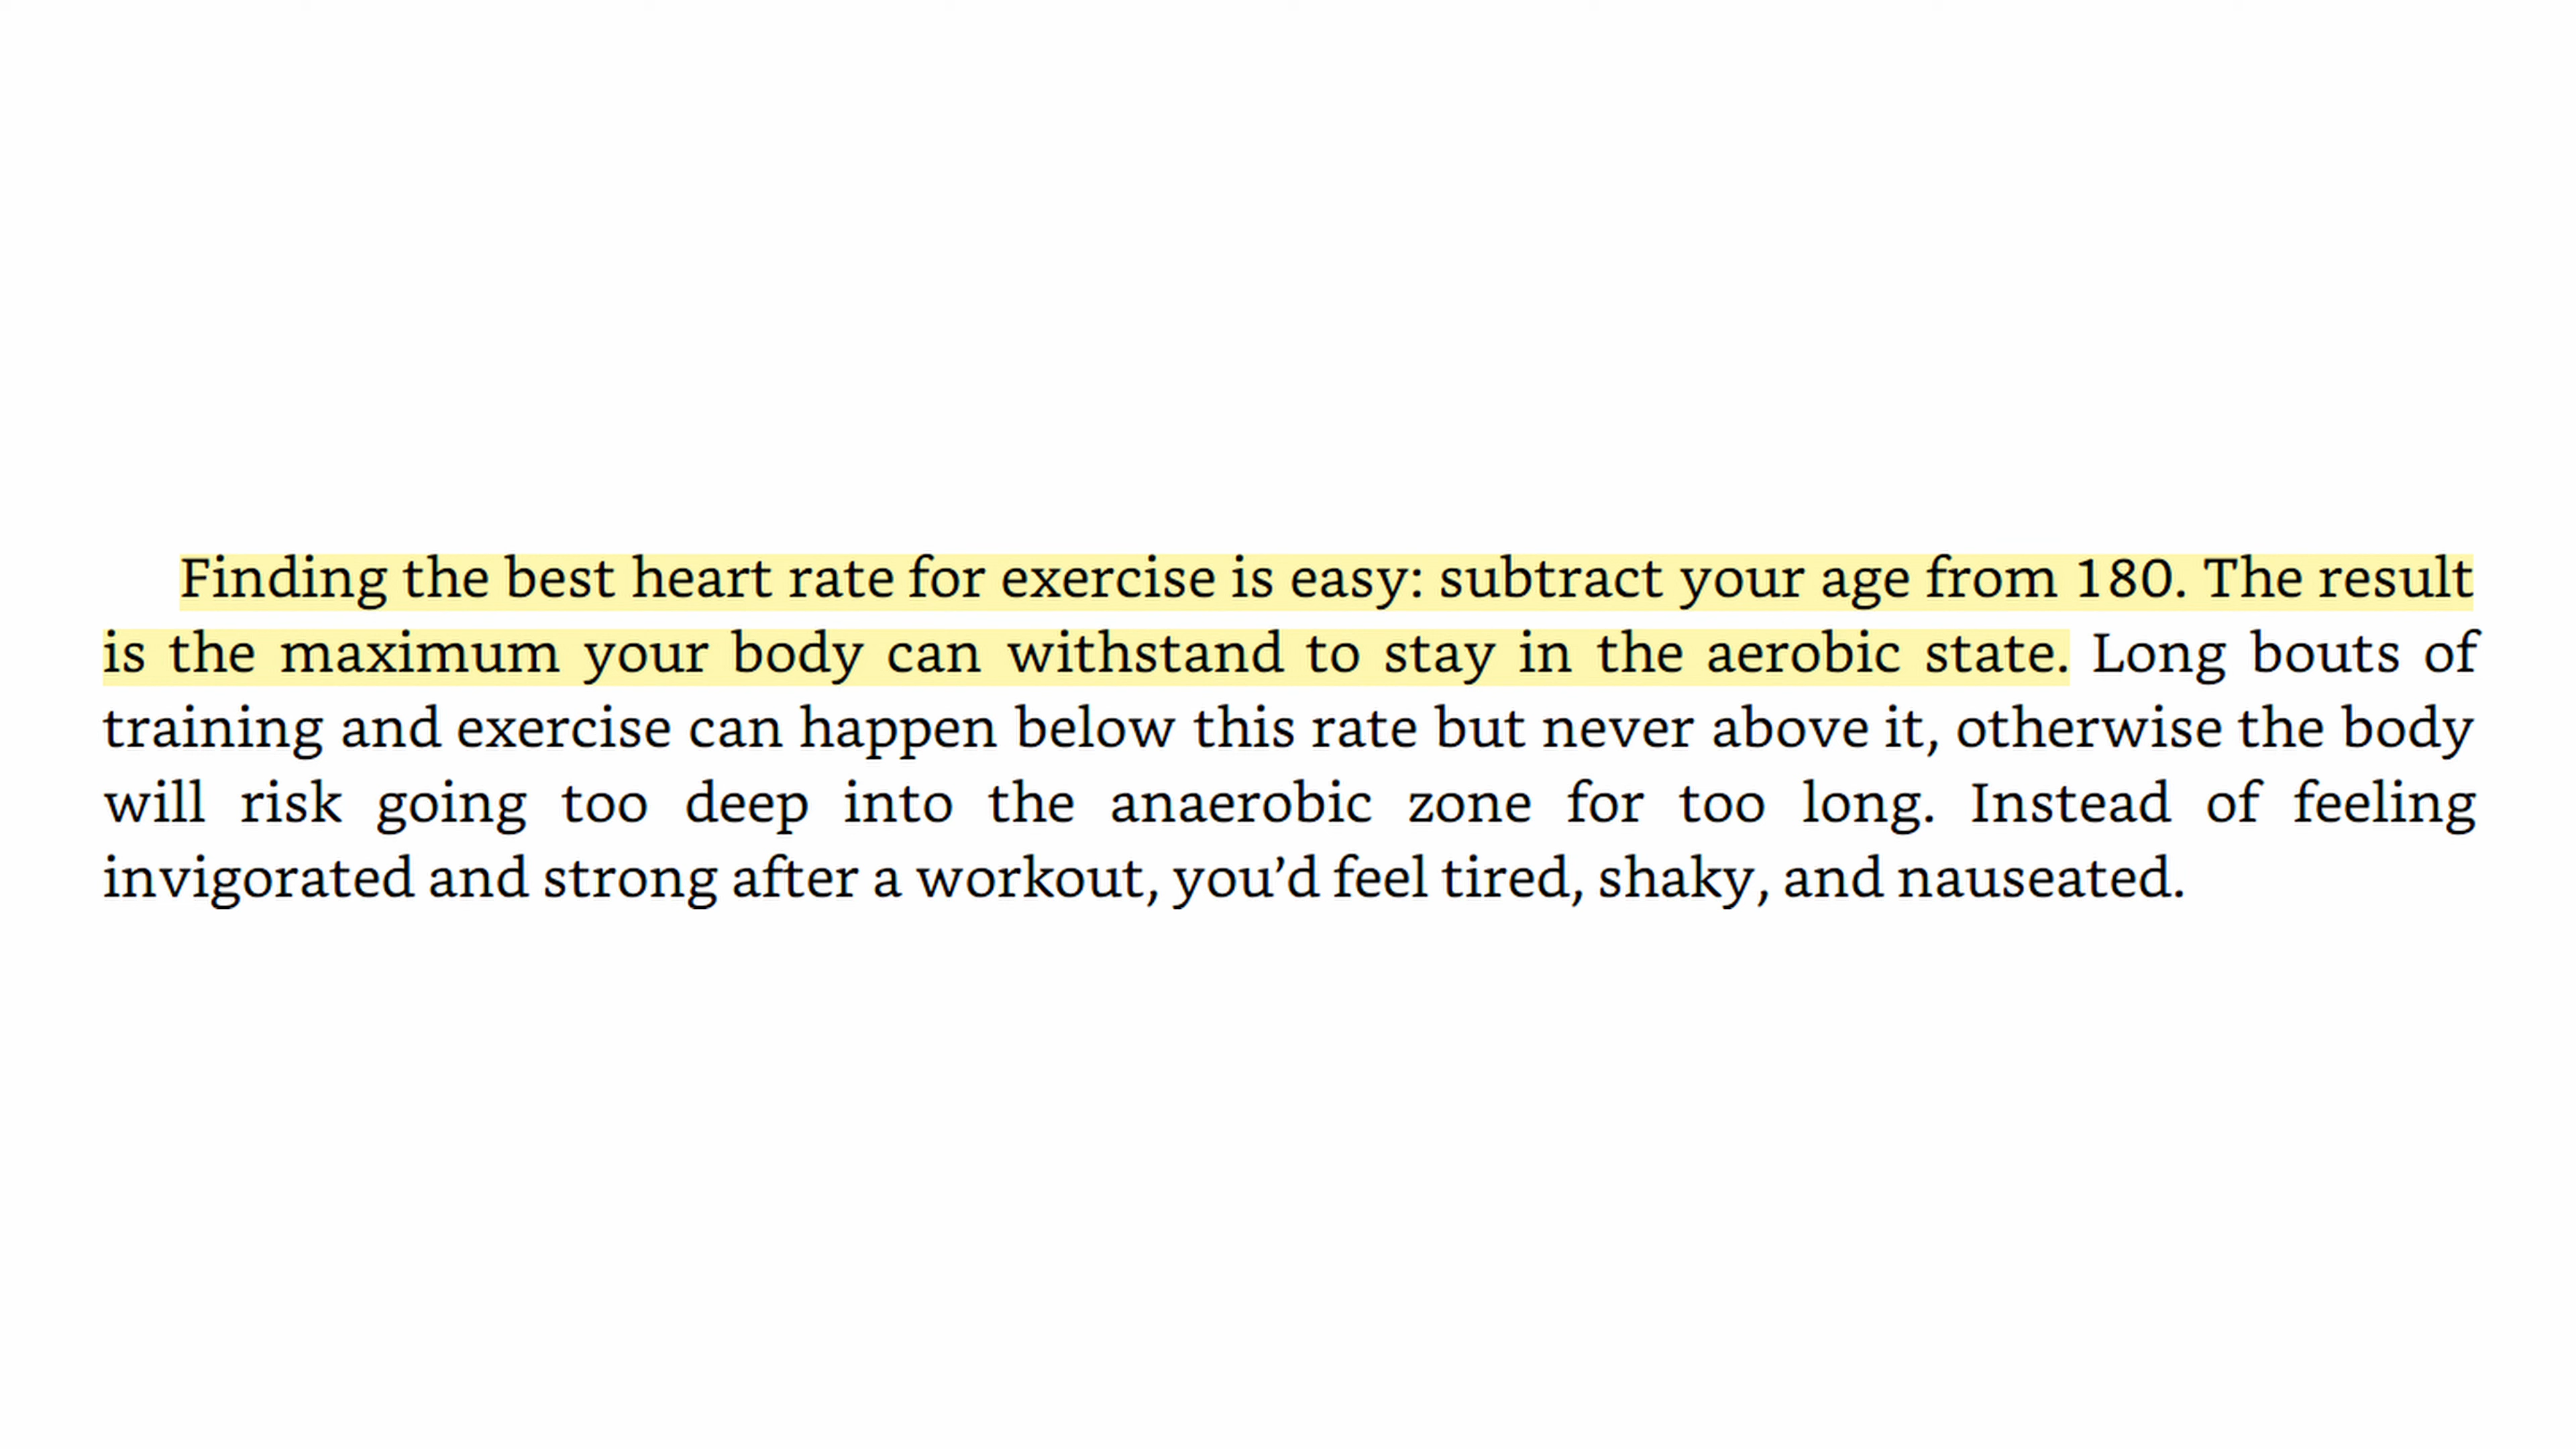 Finding the best heart rate for exercise is easy: subtract your age from 180. The result
is the maximum your body can withstand to stay in the aerobic state. Long bouts of
training and exercise can happen below this rate but never above it, otherwise the body
will risk going too deep into the anaerobic zone for too long. Instead of feeling
invigorated and strong after a workout, you’d feel tired, shaky, and nauseated.